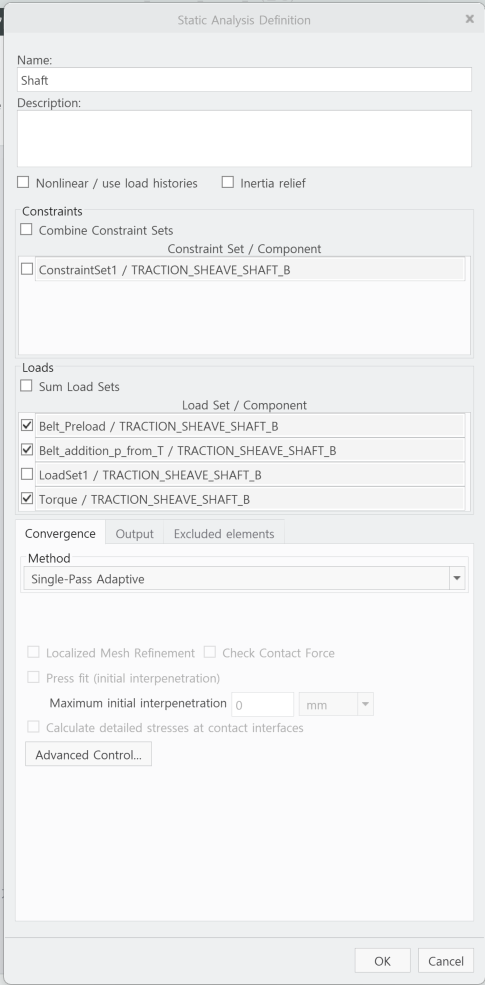 Static Analysis Definition
Name:
Shaft
Description:
Nonlinear / use load histories Inertia relief
Constraints
Combine Constraint Sets
Constraint Set / Component
ConstraintSet1 / TRACTION_SHEAVE_SHAFT_B
Loads
Sum Load Sets
Load Set / Component
Belt_Preload / TRACTION_SHEAVE_SHAFT_B
Belt_addition_p_from_T / TRACTION_SHEAVE_SHAFT_B
LoadSet1 / TRACTION_SHEAVE_SHAFT_B
Torque / TRACTION_SHEAVE_SHAFT_B
Convergence Output Excluded elements
Method
Single-Pass Adaptive
Localized Mesh Refinement Check Contact Force
Press fit (initial interpenetration)
Maximum initial interpenetration 0 mm
Calculate detailed stresses at contact interfaces
Advanced Control...
OK Cancel